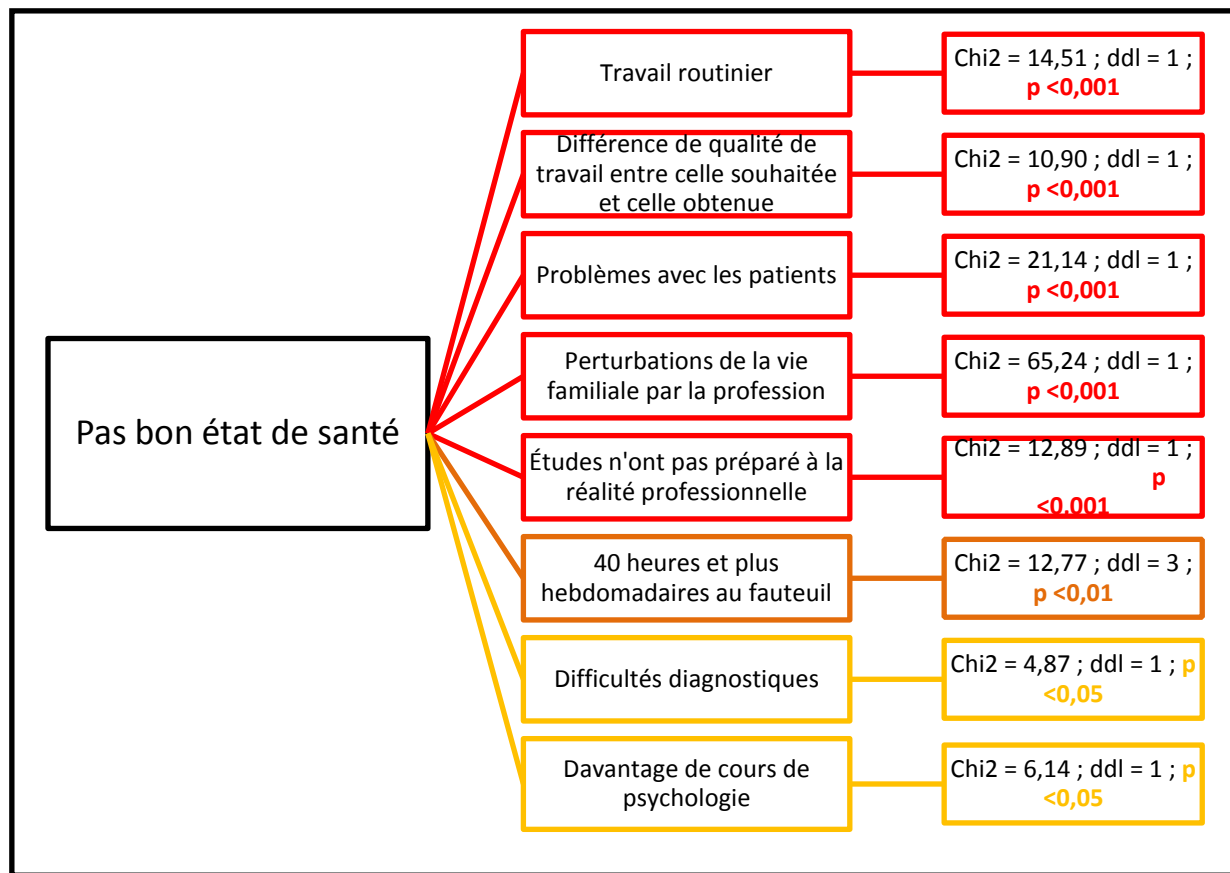 Travail routinier
Chi2 = 14,51 ; ddl = 1 ;
p <0,001
Différence de qualité de
travail entre celle souhaitée
et celle obtenue
Chi2 = 10,90 ; ddl = 1 ;
p <0,001
Problèmes avec les patients
Chi2 = 21,14 ; ddl = 1 ;
p <0,001
Perturbations de la vie
familiale par la profession
Chi2 = 65,24 ; ddl = 1 ;
p <0,001
Pas bon état de santé
Études n'ont pas préparé à la
réalité professionnelle
Chi2 = 12,89 ; ddl = 1 ;
p
<0,001
40 heures et plus
hebdomadaires au fauteuil
Chi2 = 12,77 ; ddl = 3 ;
p <0,01
Difficultés diagnostiques
Chi2 = 4,87 ; ddl = 1 ; p
<0,05
Davantage de cours de
psychologie
Chi2 = 6,14 ; ddl = 1 ; p
<0,05